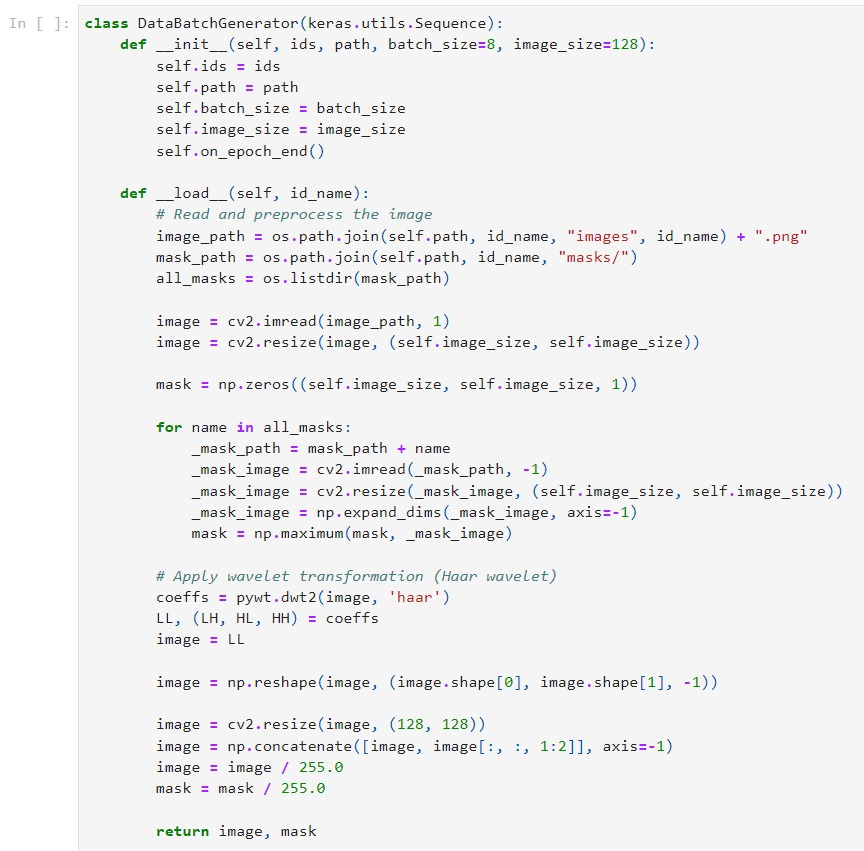 In [ ]: class DataBatchGenerator(keras.utils.Sequence):
    def __init__(self, ids, path, batch_size=8, image_size=128):
        self.ids = ids
        self.path = path
        self.batch_size = batch_size
        self.image_size = image_size
        self.on_epoch_end()

    def __load__(self, id_name):
        # Read and preprocess the image
        image_path = os.path.join(self.path, id_name, "images", id_name) + ".png"
        mask_path = os.path.join(self.path, id_name, "masks/")
        all_masks = os.listdir(mask_path)

        image = cv2.imread(image_path, 1)
        image = cv2.resize(image, (self.image_size, self.image_size))

        mask = np.zeros((self.image_size, self.image_size, 1))

        for name in all_masks:
            _mask_path = mask_path + name
            _mask_image = cv2.imread(_mask_path, -1)
            _mask_image = cv2.resize(_mask_image, (self.image_size, self.image_size))
            _mask_image = np.expand_dims(_mask_image, axis=-1)
            mask = np.maximum(mask, _mask_image)

        # Apply wavelet transformation (Haar wavelet)
        coeffs = pywt.dwt2(image, 'haar')
        LL, (LH, HL, HH) = coeffs
        image = LL

        image = np.reshape(image, (image.shape[0], image.shape[1], -1))

        image = cv2.resize(image, (128, 128))
        image = np.concatenate([image, image[:, :, 1:2]], axis=-1)
        image = image / 255.0
        mask = mask / 255.0

        return image, mask